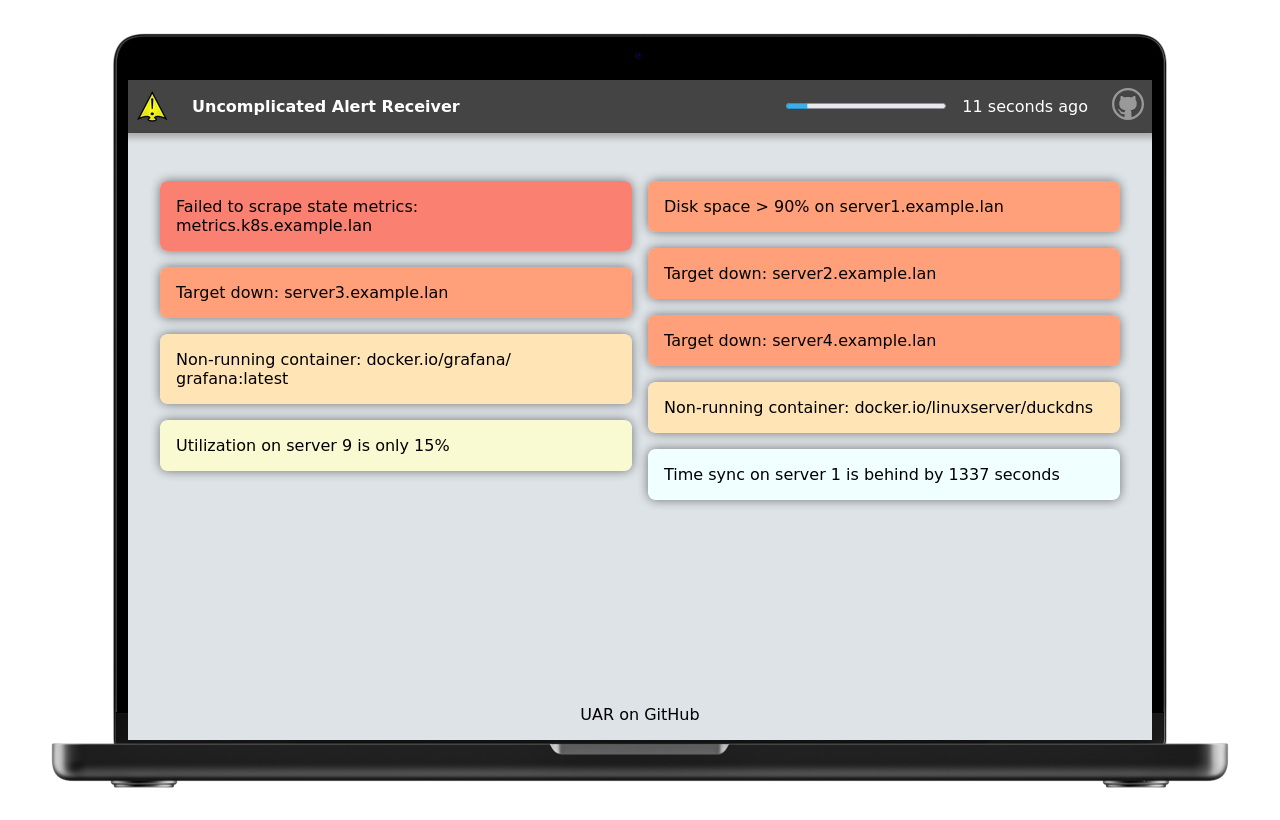 Uncomplicated Alert Receiver
11 seconds ago
Failed to scrape state metrics:
metrics.k8s.example.lan
Disk space > 90% on server1.example.lan
Target down: server3.example.lan
Target down: server2.example.lan
Non-running container: docker.io/grafana/
grafana:latest
Target down: server4.example.lan
Utilization on server 9 is only 15%
Non-running container: docker.io/linuxserver/duckdns
Time sync on server 1 is behind by 1337 seconds
UAR on GitHub